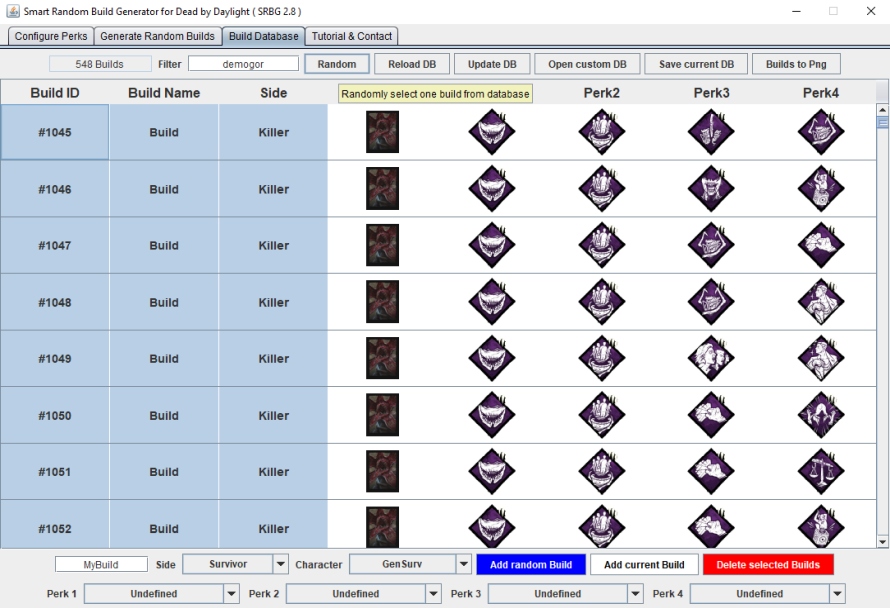 Smart Random Build Generator for Dead by Daylight ( SRBG 2.8 )
Configure Perks Generate Random Builds Build Database Tutorial & Contact
548 Builds Filter demogor Random Reload DB Update DB Open custom DB Save current DB Builds to Png
Build ID Build Name Side Randomly select one build from database Perk2 Perk3 Perk4
#1045 Build Killer
#1046 Build Killer
#1047 Build Killer
#1048 Build Killer
#1049 Build Killer
#1050 Build Killer
#1051 Build Killer
#1052 Build Killer
MyBuild Side Survivor Character GenSurv Add random Build Add current Build Delete selected Builds
Perk 1 Undefined Perk 2 Undefined Perk 3 Undefined Perk 4 Undefined